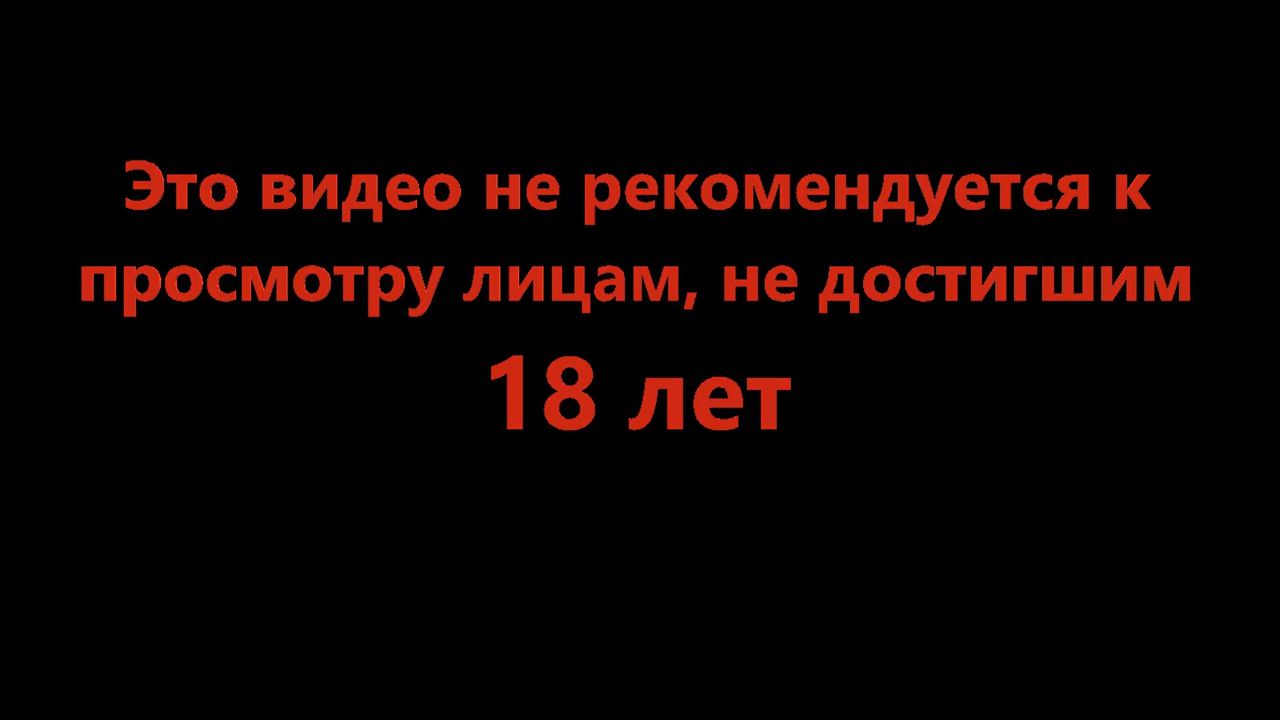 Это видео не рекомендуется к
просмотру лицам, не достигшим
18 лет